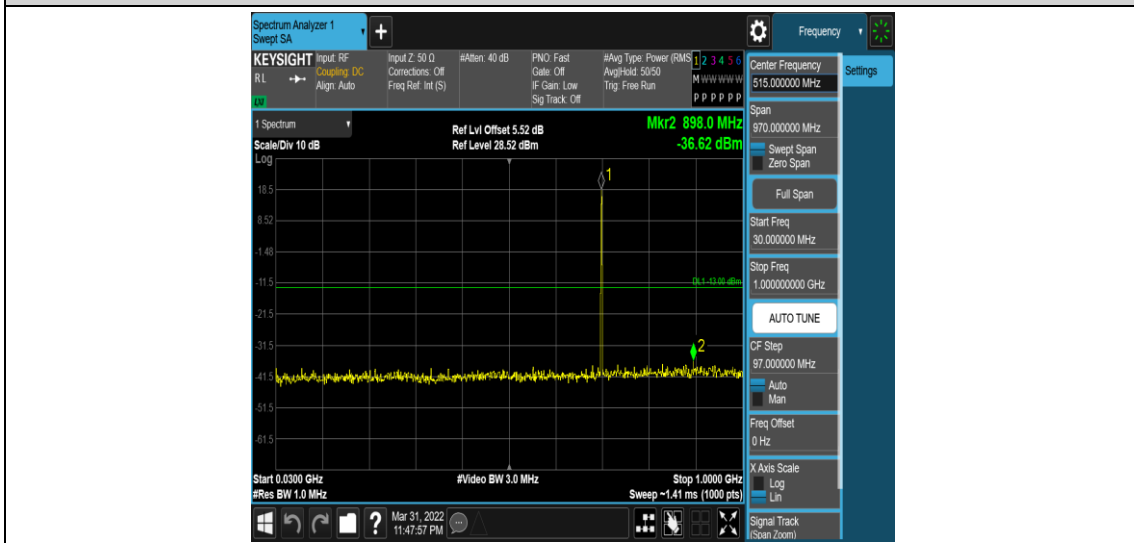 Spectrum Analyzer 1
Swept SA
+
Frequency
KEYSIGHT
RL
LXI
Input: RF
Coupling: DC
Align: Auto
Input Z: 50 Ω
Corrections: Off
Freq Ref: Int (S)
#Atten: 40 dB
PNO: Fast
Gate: Off
IF Gain: Low
Sig Track: Off
#Avg Type: Power (RMS
Avg|Hold: 50/50
Trig: Free Run
1 2 3 4 5 6
M W W W W W
P P P P P P
Center Frequency
515.000000 MHz
Settings
1 Spectrum
Scale/Div 10 dB
Log
Ref Lvl Offset 5.52 dB
Ref Level 28.52 dBm
Mkr2 898.0 MHz
-36.62 dBm
Span
970.000000 MHz
Swept Span
Zero Span
Full Span
Start Freq
30.000000 MHz
Stop Freq
1.000000000 GHz
AUTO TUNE
CF Step
97.000000 MHz
Auto
Man
Freq Offset
0 Hz
X Axis Scale
Log
Lin
Signal Track
(Span Zoom)
1
18.5
8.52
-1.48
-11.5
DL1 -13.00 dBm
-21.5
-31.5
2
-41.5
-51.5
-61.5
Start 0.0300 GHz
#Res BW 1.0 MHz
#Video BW 3.0 MHz
Stop 1.0000 GHz
Sweep ~1.41 ms (1000 pts)
?
Mar 31, 2022
11:47:57 PM